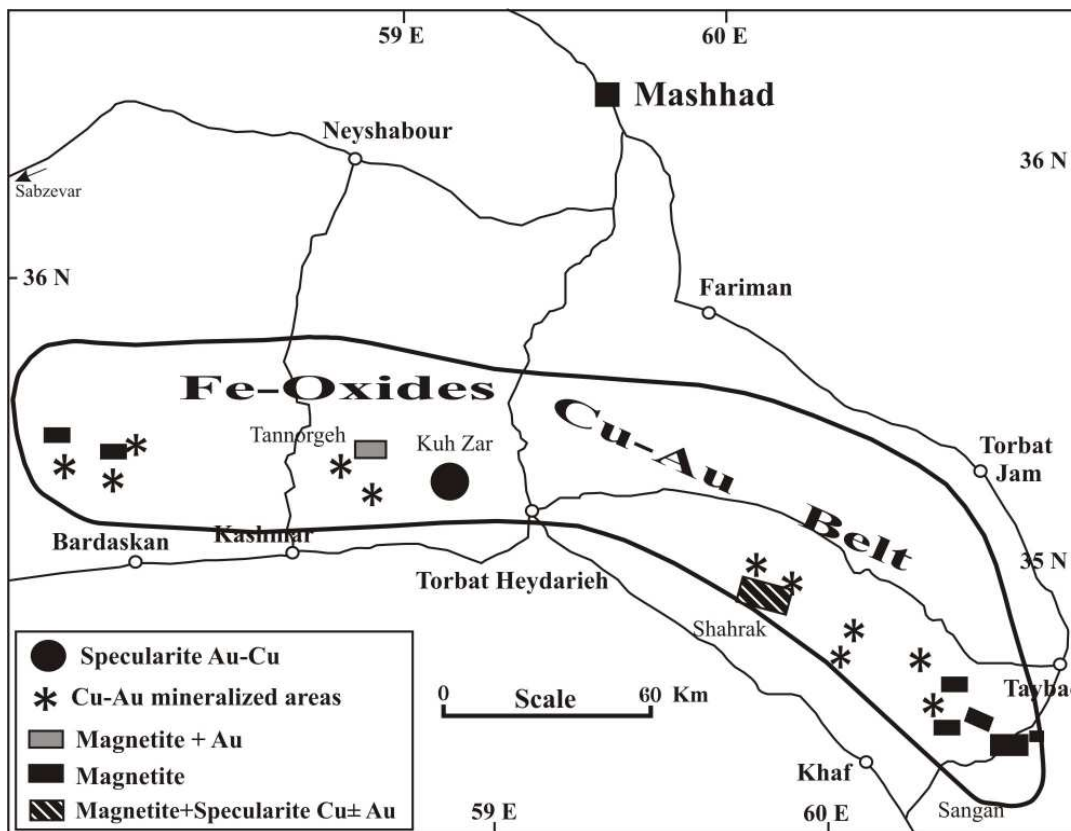 59 E
60 E
Mashhad
Neyshabour
36 N
Sabzevar
36 N
Fariman
Fe-Oxides
Cu-Au
Belt
Tannorgeh
Kuh Zar
Torbat
Jam
Bardaskan
Kashmar
Torbat Heydarieh
35 N
Shahrak
Taybad
Khaf
Sangan
0 Scale 60 Km
Specularite Au-Cu
Cu-Au mineralized areas
Magnetite + Au
Magnetite
Magnetite+Specularite Cu± Au
59 E
60 E